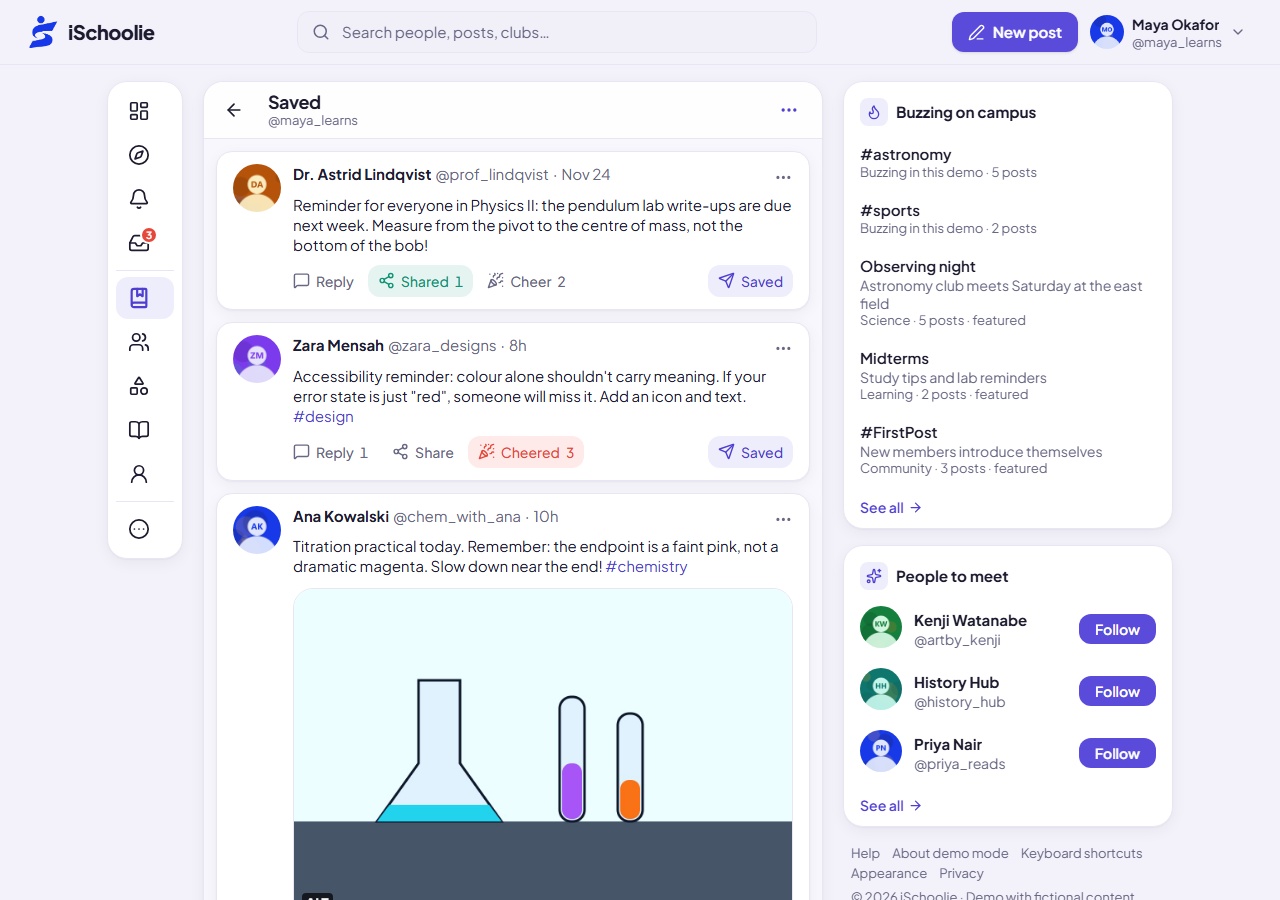 iSchoolie
Search people, posts, clubs...
New post
MO
Maya Okafor
@maya_learns
3
Saved
@maya_learns
DA
Dr. Astrid Lindqvist @prof_lindqvist · Nov 24
Reminder for everyone in Physics II: the pendulum lab write-ups are due
next week. Measure from the pivot to the centre of mass, not the
bottom of the bob!
Reply
Shared 1
Cheer 2
Saved
ZM
Zara Mensah @zara_designs · 8h
Accessibility reminder: colour alone shouldn't carry meaning. If your
error state is just "red", someone will miss it. Add an icon and text.
#design
Reply 1
Share
Cheered 3
Saved
AK
Ana Kowalski @chem_with_ana · 10h
Titration practical today. Remember: the endpoint is a faint pink, not a
dramatic magenta. Slow down near the end! #chemistry
Buzzing on campus
#astronomy
Buzzing in this demo · 5 posts
#sports
Buzzing in this demo · 2 posts
Observing night
Astronomy club meets Saturday at the east
field
Science · 5 posts · featured
Midterms
Study tips and lab reminders
Learning · 2 posts · featured
#FirstPost
New members introduce themselves
Community · 3 posts · featured
See all
People to meet
KW
Kenji Watanabe
@artby_kenji
Follow
HH
History Hub
@history_hub
Follow
PN
Priya Nair
@priya_reads
Follow
See all
Help About demo mode Keyboard shortcuts
Appearance Privacy
© 2026 iSchoolie · Demo with fictional content